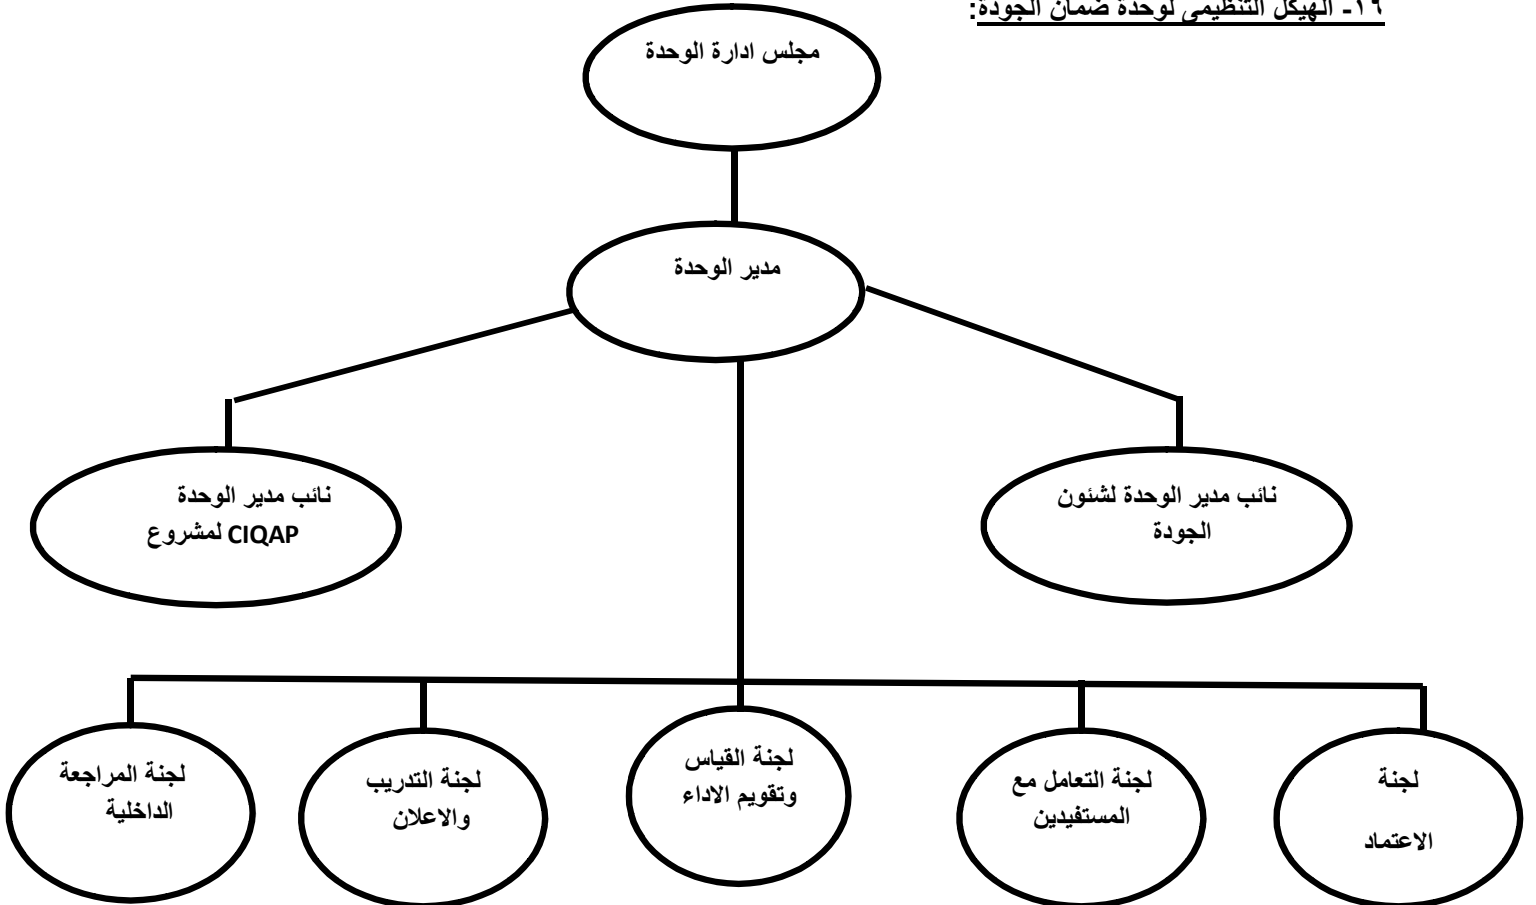 ١٦- الهيكل التنظيمى لوحدة ضمان الجودة:
مجلس ادارة الوحدة
مدير الوحدة
نائب مدير الوحدة لشئون
الجودة
نائب مدير الوحدة
لمشروع CIQAP
لجنة
الاعتماد
لجنة التعامل مع
المستفيدين
لجنة القياس
وتقويم الاداء
لجنة التدريب
والاعلان
لجنة المراجعة
الداخلية